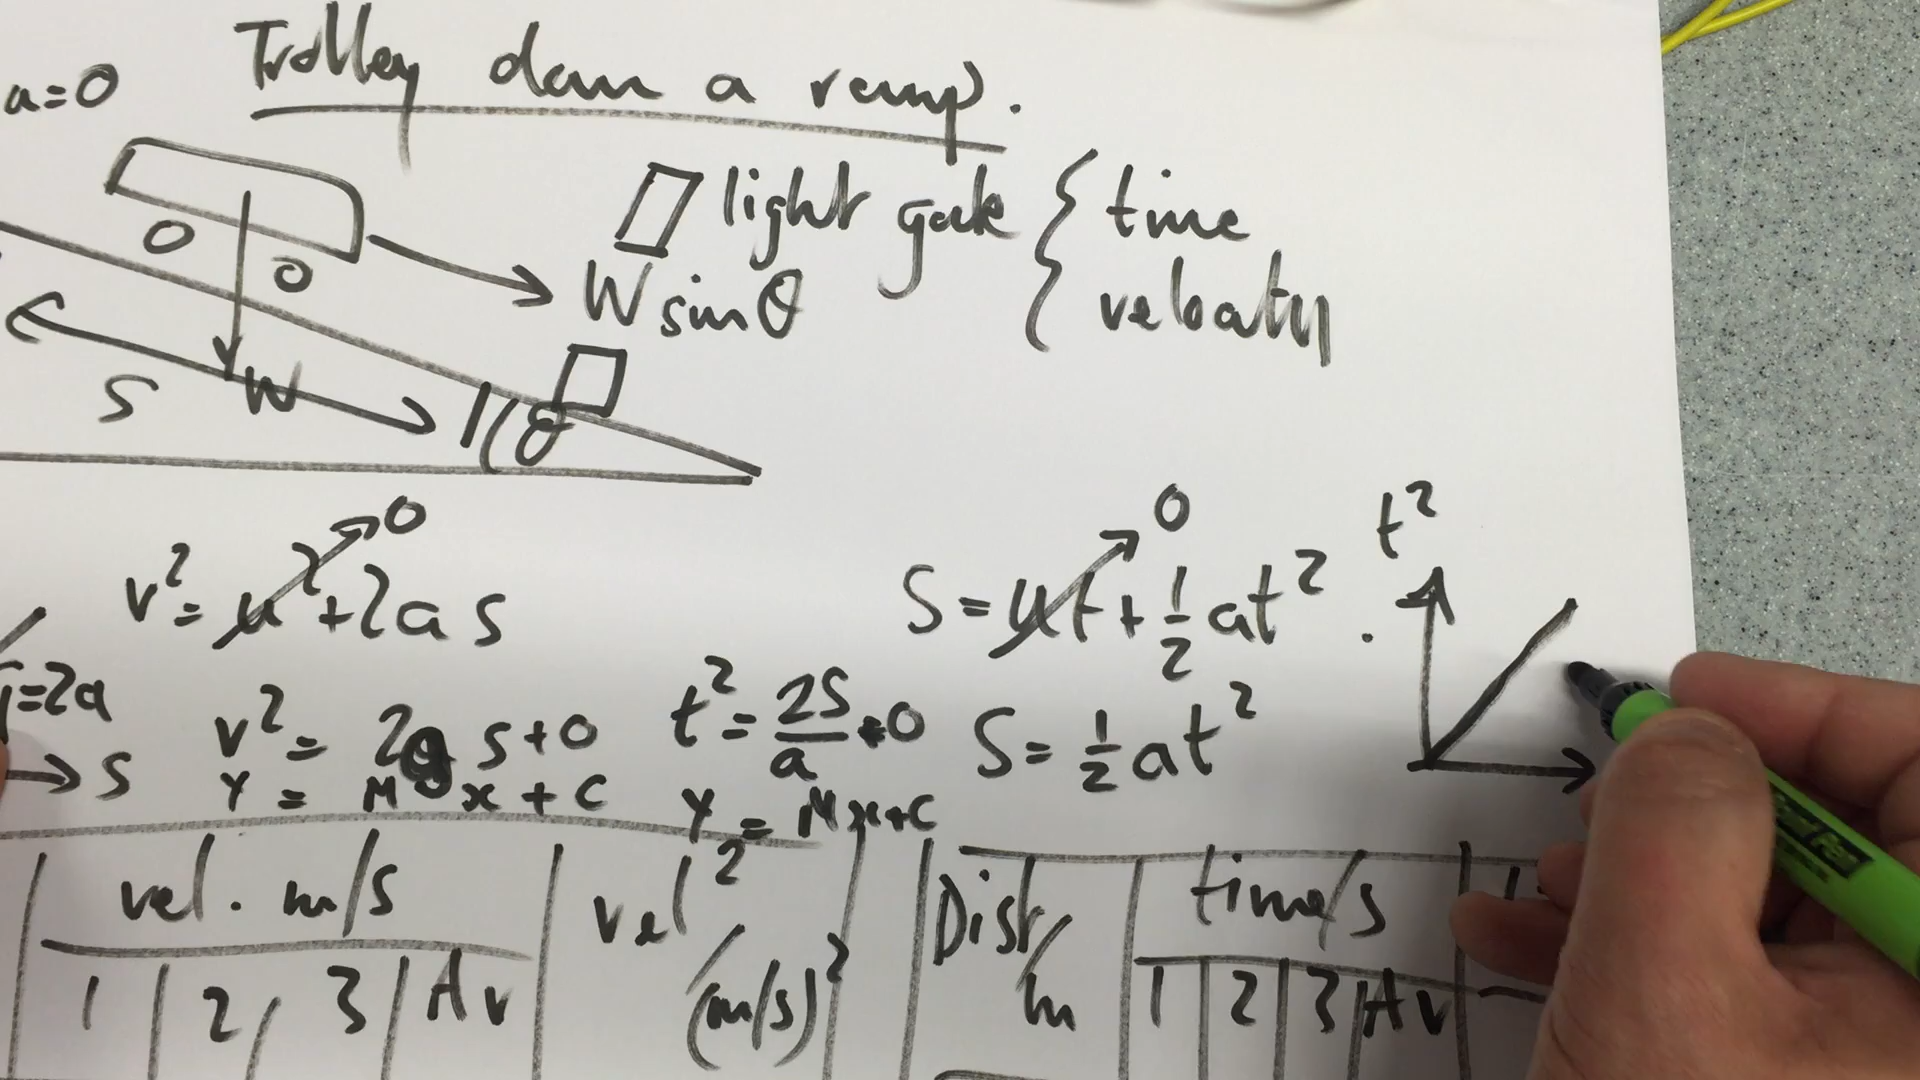 Trolley down a ramp.
a=0
light gate { time
velocity
W sin θ
S
W
θ
0
v² = u² + 2as
0
S = ut + ½at²
t²
=2a
v² = 2a s + 0
t² = 2S/a + 0
S = ½at²
S
Y = M x + C
Y = Mx+C
vel. m/s
vel² (m/s)²
Dist/m
time/s
1 2 3 Av
1 2 3 Av